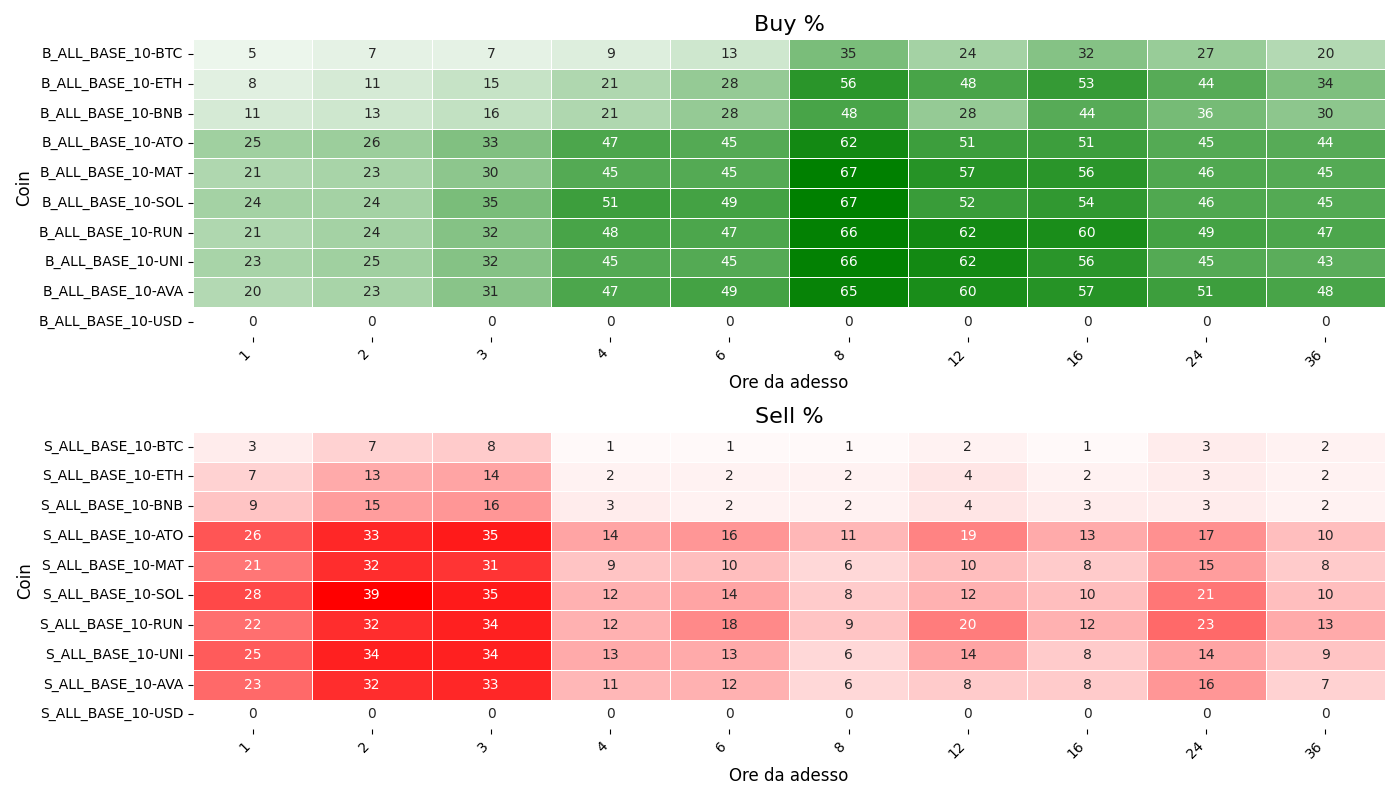 Buy %
Coin
B_ALL_BASE_10-BTC 5 7 7 9 13 35 24 32 27 20
B_ALL_BASE_10-ETH 8 11 15 21 28 56 48 53 44 34
B_ALL_BASE_10-BNB 11 13 16 21 28 48 28 44 36 30
B_ALL_BASE_10-ATO 25 26 33 47 45 62 51 51 45 44
B_ALL_BASE_10-MAT 21 23 30 45 45 67 57 56 46 45
B_ALL_BASE_10-SOL 24 24 35 51 49 67 52 54 46 45
B_ALL_BASE_10-RUN 21 24 32 48 47 66 62 60 49 47
B_ALL_BASE_10-UNI 23 25 32 45 45 66 62 56 45 43
B_ALL_BASE_10-AVA 20 23 31 47 49 65 60 57 51 48
B_ALL_BASE_10-USD 0 0 0 0 0 0 0 0 0 0
1 2 3 4 6 8 12 16 24 36
Ore da adesso
Sell %
Coin
S_ALL_BASE_10-BTC 3 7 8 1 1 1 2 1 3 2
S_ALL_BASE_10-ETH 7 13 14 2 2 2 4 2 3 2
S_ALL_BASE_10-BNB 9 15 16 3 2 2 4 3 3 2
S_ALL_BASE_10-ATO 26 33 35 14 16 11 19 13 17 10
S_ALL_BASE_10-MAT 21 32 31 9 10 6 10 8 15 8
S_ALL_BASE_10-SOL 28 39 35 12 14 8 12 10 21 10
S_ALL_BASE_10-RUN 22 32 34 12 18 9 20 12 23 13
S_ALL_BASE_10-UNI 25 34 34 13 13 6 14 8 14 9
S_ALL_BASE_10-AVA 23 32 33 11 12 6 8 8 16 7
S_ALL_BASE_10-USD 0 0 0 0 0 0 0 0 0 0
1 2 3 4 6 8 12 16 24 36
Ore da adesso